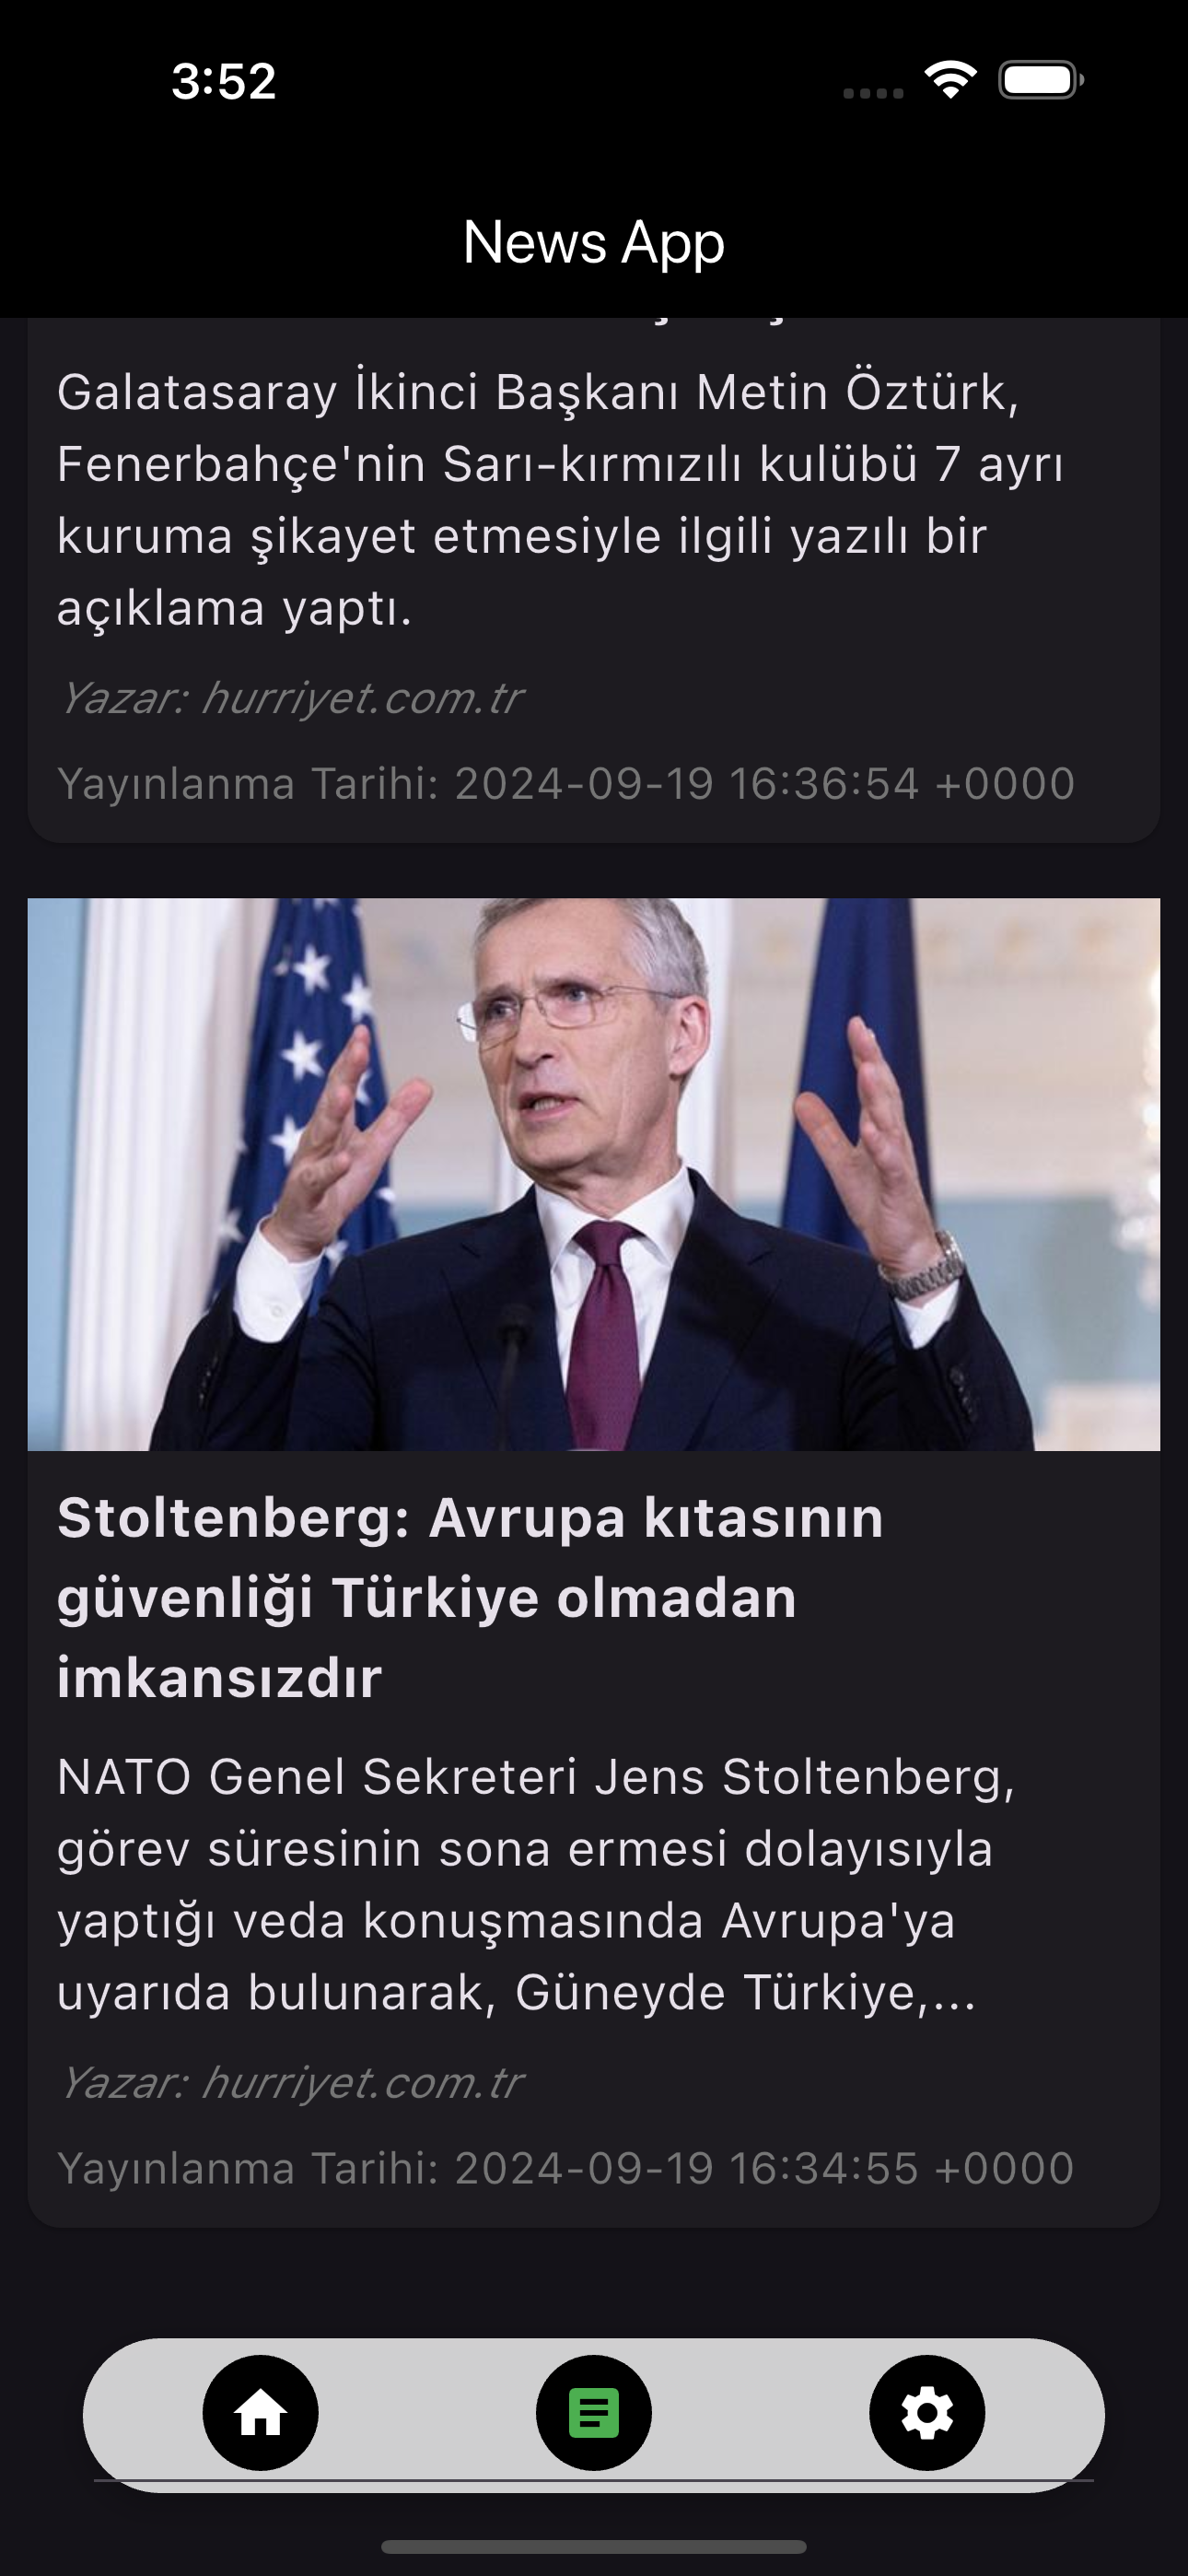 3:52
News App
Galatasaray İkinci Başkanı Metin Öztürk,
Fenerbahçe'nin Sarı-kırmızılı kulübü 7 ayrı
kuruma şikayet etmesiyle ilgili yazılı bir
açıklama yaptı.
Yazar: hurriyet.com.tr
Yayınlanma Tarihi: 2024-09-19 16:36:54 +0000
Stoltenberg: Avrupa kıtasının
güvenliği Türkiye olmadan
imkansızdır
NATO Genel Sekreteri Jens Stoltenberg,
görev süresinin sona ermesi dolayısıyla
yaptığı veda konuşmasında Avrupa'ya
uyarıda bulunarak, Güneyde Türkiye,...
Yazar: hurriyet.com.tr
Yayınlanma Tarihi: 2024-09-19 16:34:55 +0000